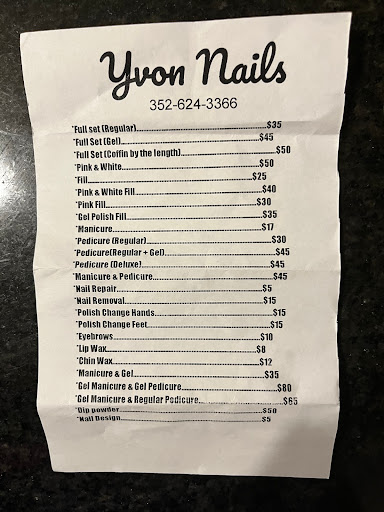 Yvon Nails
352-624-3366
*Full set (Regular)...$35
*Full Set (Gel)...$45
*Full Set (Coffin by the length)...$50
*Pink & White...$50
*Fill...$25
*Pink & White Fill...$40
*Pink Fill...$30
*Gel Polish Fill...$35
*Manicure...$17
*Pedicure (Regular)...$30
*Pedicure(Regular + Gel)...$45
*Pedicure (Deluxe)...$45
*Manicure & Pedicure...$45
*Nail Repair...$5
*Nail Removal...$15
*Polish Change Hands...$15
*Polish Change Feet...$15
*Eyebrows...$10
*Lip Wax...$8
*Chin Wax...$12
*Manicure & Gel...$35
*Gel Manicure & Gel Pedicure...$80
*Gel Manicure & Regular Pedicure...$65
*Dip powder...$50
*Nail Design...$5